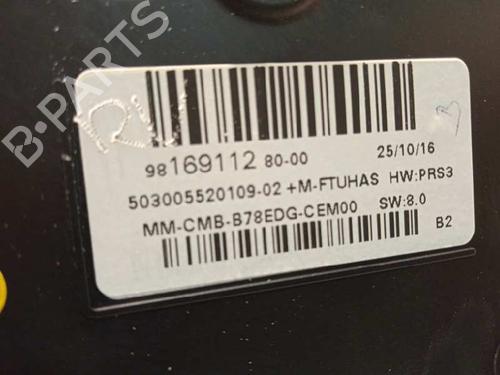 B-PARTS
98169112 80-00 25/10/16
503005520109-02 +M-FTUHAS HW:PRS3
MM-CMB-B78EDG-CEM00 SW:8.0
B2